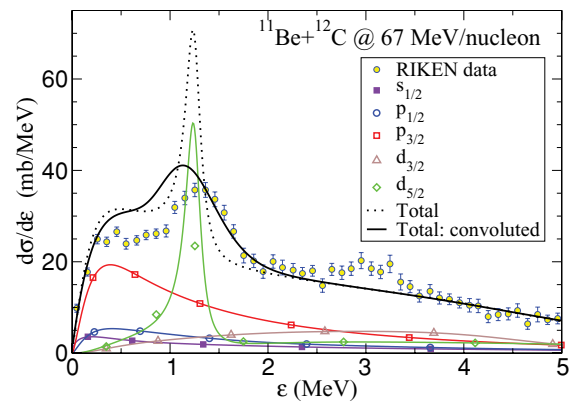 ¹¹Be+¹²C @ 67 MeV/nucleon
RIKEN data
s₁/₂
p₁/₂
p₃/₂
d₃/₂
d₅/₂
Total
Total: convoluted
dσ/dε (mb/MeV)
60
40
20
0
0 1 2 3 4 5
ε (MeV)